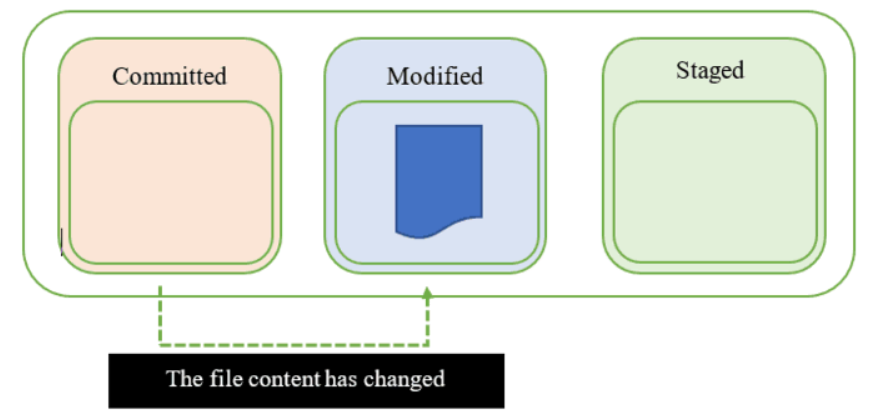 Committed
Modified
Staged
The file content has changed